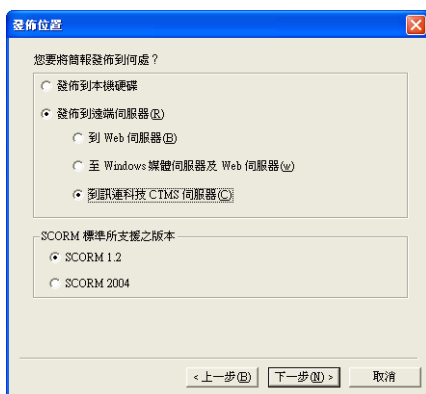 發佈位置
您要將簡報發佈到何處？
發佈到本機硬碟
發佈到遠端伺服器(R)
到 Web 伺服器(B)
至 Windows 媒體伺服器及 Web 伺服器(w)
到訊連科技 CTMS 伺服器(C)
SCORM 標準所支援之版本
SCORM 1.2
SCORM 2004
<上一步(B) 下一步(N)> 取消